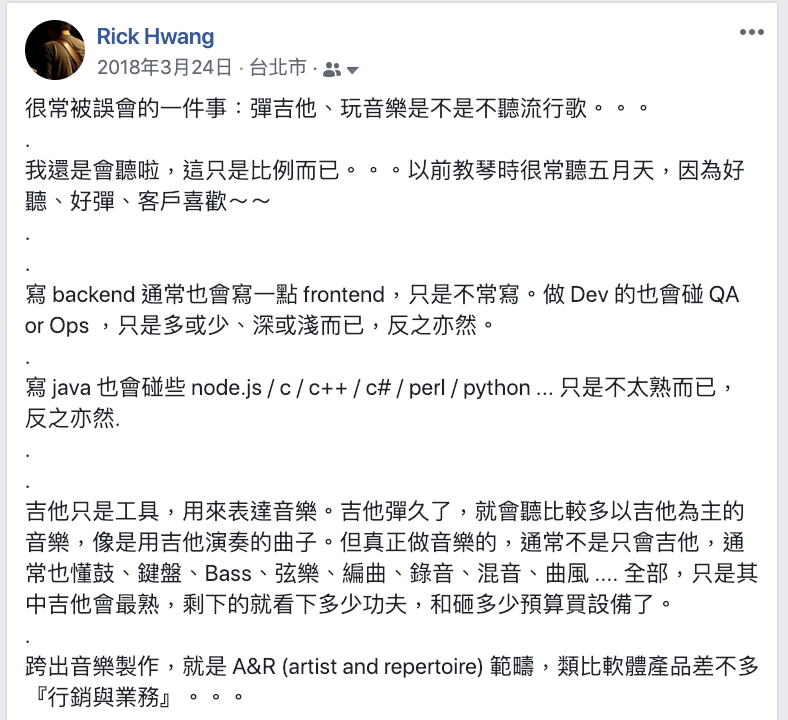 Rick Hwang
2018年3月24日 · 台北市 ·
很常被誤會的一件事：彈吉他、玩音樂是不是不聽流行歌。。。
.
我還是會聽啦，這只是比例而已。。。以前教琴時很常聽五月天，因為好
聽、好彈、客戶喜歡～～
.
.
寫 backend 通常也會寫一點 frontend，只是不常寫。做 Dev 的也會碰 QA
or Ops ，只是多或少、深或淺而已，反之亦然。
.
寫 java 也會碰些 node.js / c / c++ / c# / perl / python ... 只是不太熟而已，
反之亦然.
.
.
吉他只是工具，用來表達音樂。吉他彈久了，就會聽比較多以吉他為主的
音樂，像是用吉他演奏的曲子。但真正做音樂的，通常不是只會吉他，通
常也懂鼓、鍵盤、Bass、弦樂、編曲、錄音、混音、曲風 .... 全部，只是其
中吉他會最熟，剩下的就看下多少功夫，和砸多少預算買設備了。
.
跨出音樂製作，就是 A&R (artist and repertoire) 範疇，類比軟體產品差不多
『行銷與業務』。。。